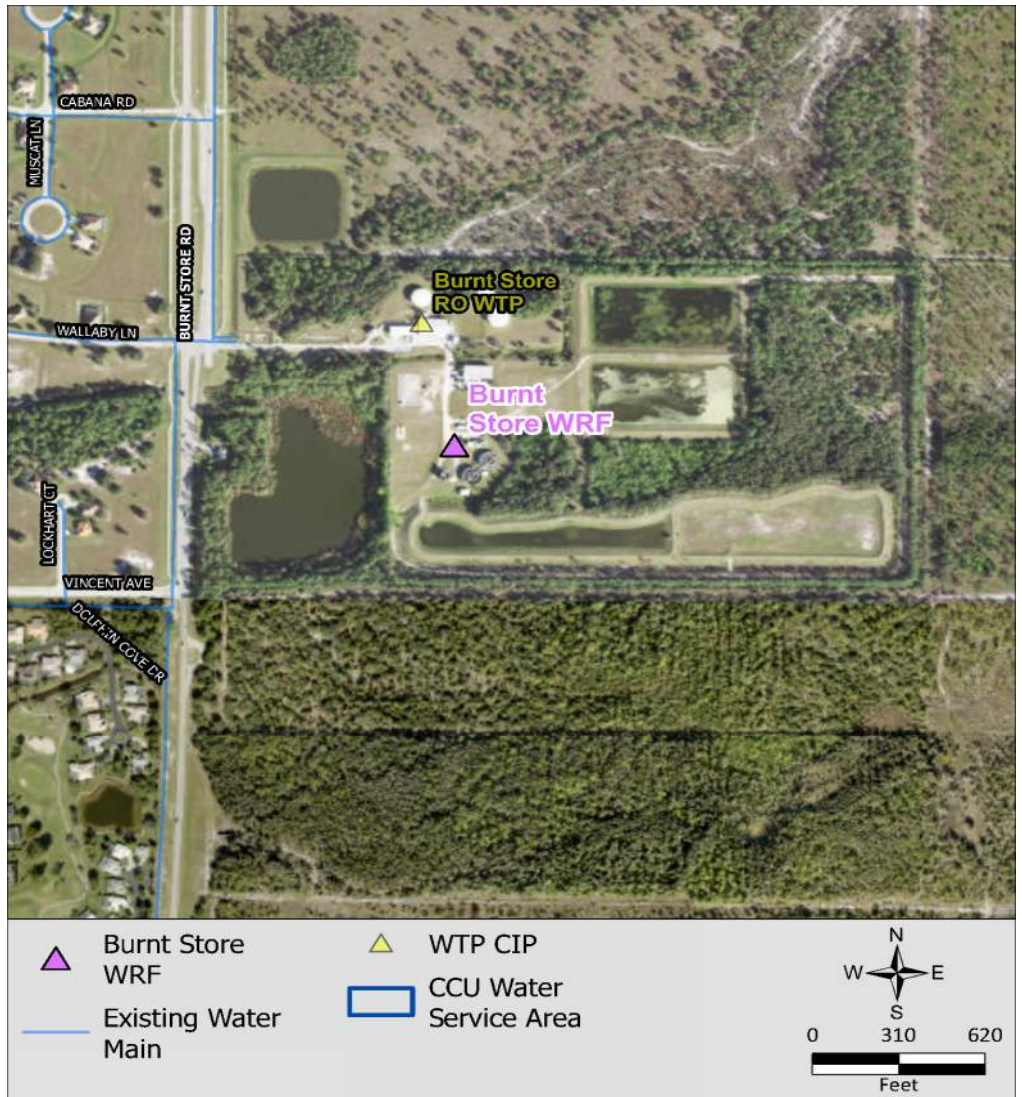 CABANA RD
MUSCAT LN
BURNT STORE RD
Burnt Store
RO WTP
WALLABY LN
Burnt
Store WRF
LOCKHART CT
VINCENT AVE
DOLPHIN COVE DR
Burnt Store
WRF
WTP CIP
Existing Water
Main
CCU Water
Service Area
N
W
E
S
0
310
620
Feet